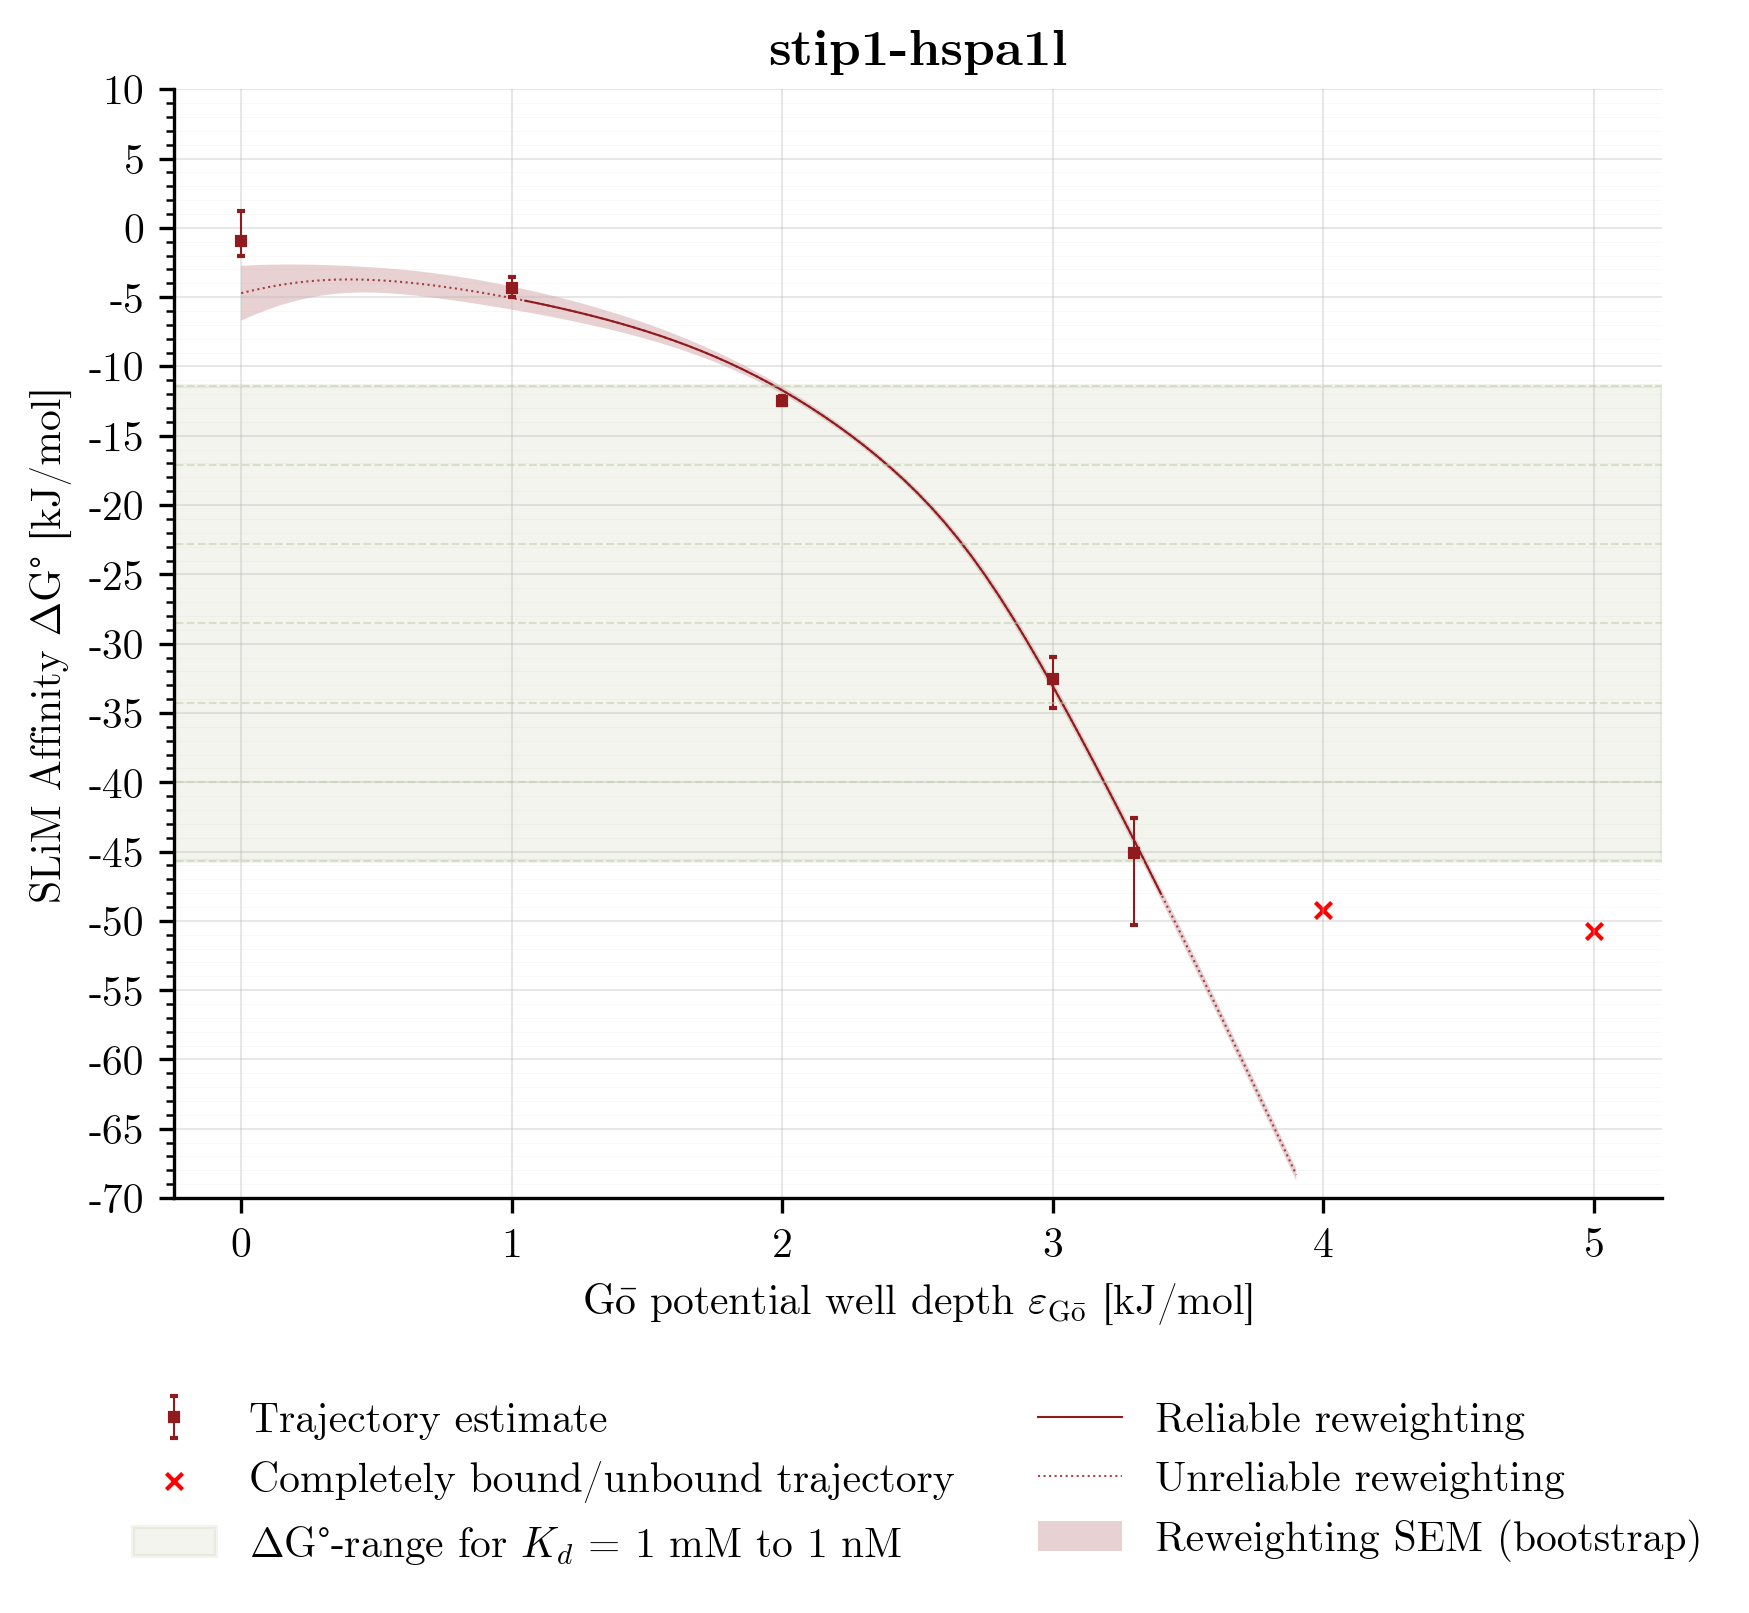 stip1-hspa1l
10
5
0
-5
-10
-15
-20
-25
-30
-35
-40
-45
-50
-55
-60
-65
-70
SLiM Affinity ΔG° [kJ/mol]
0 1 2 3 4 5
Gō potential well depth ε_Gō [kJ/mol]
Trajectory estimate
Completely bound/unbound trajectory
ΔG°-range for K_d = 1 mM to 1 nM
Reliable reweighting
Unreliable reweighting
Reweighting SEM (bootstrap)